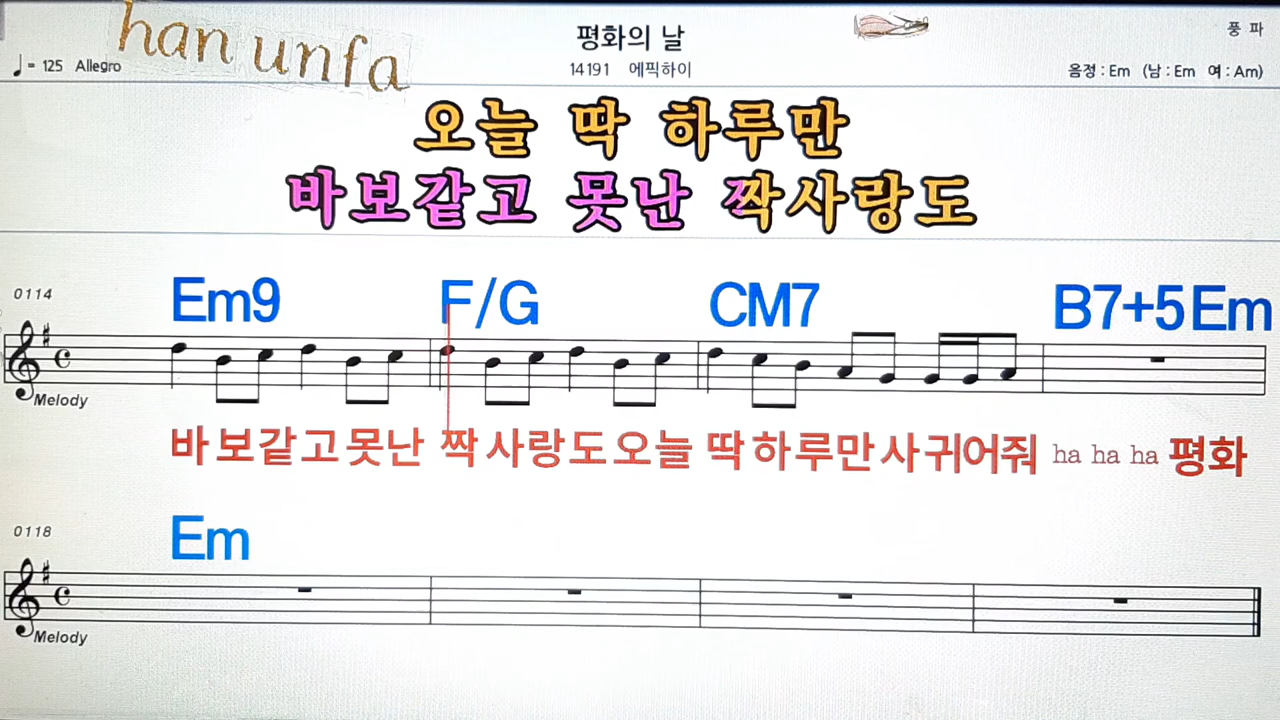 han unfa
평화의 날
풍 파
♩= 125 Allegro
14191 에픽하이
음정 : Em (남 : Em 여 : Am)
오늘 딱 하루만
바보같고 못난 짝사랑도
0114
Em9 F/G CM7 B7+5 Em
Melody
바보같고못난 짝사랑도오늘 딱하루만사귀어줘 ha ha ha 평화
0118
Em
Melody